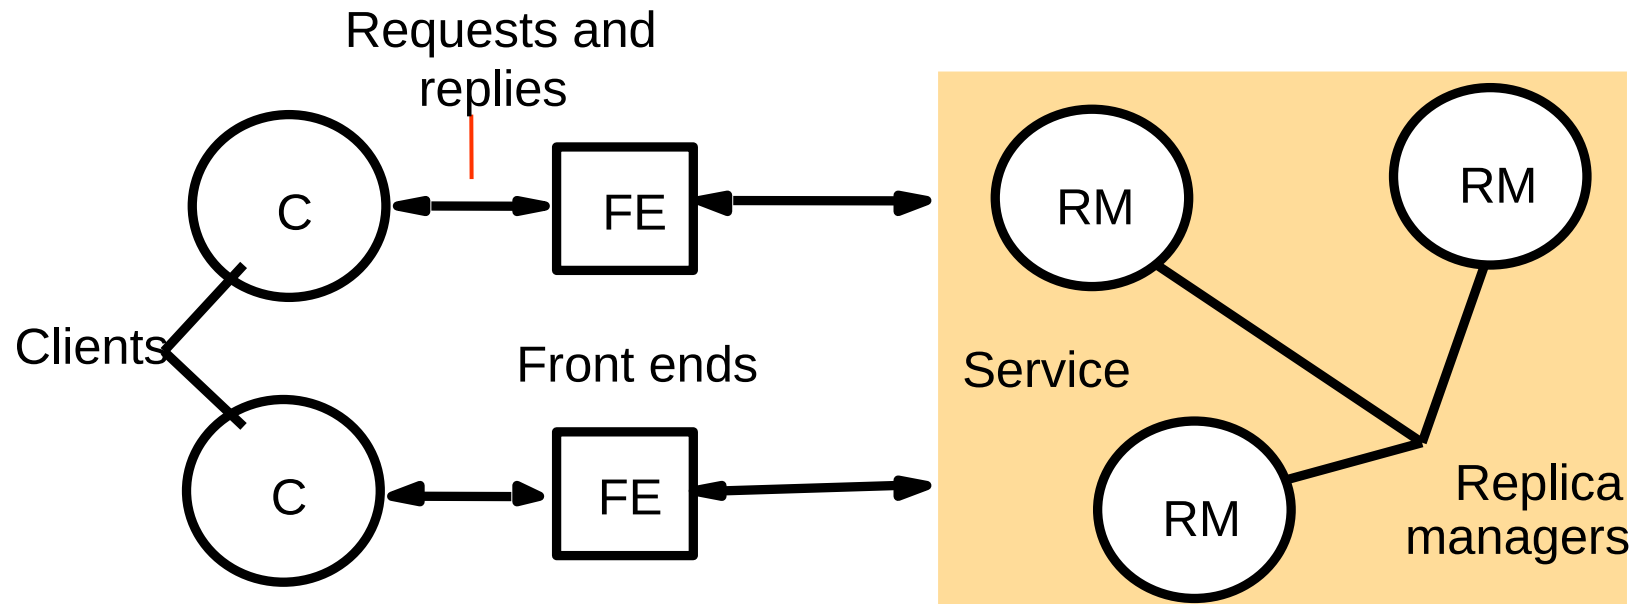 Requests and
replies
C
FE
RM
RM
Clients
Front ends
Service
C
FE
RM
Replica
managers